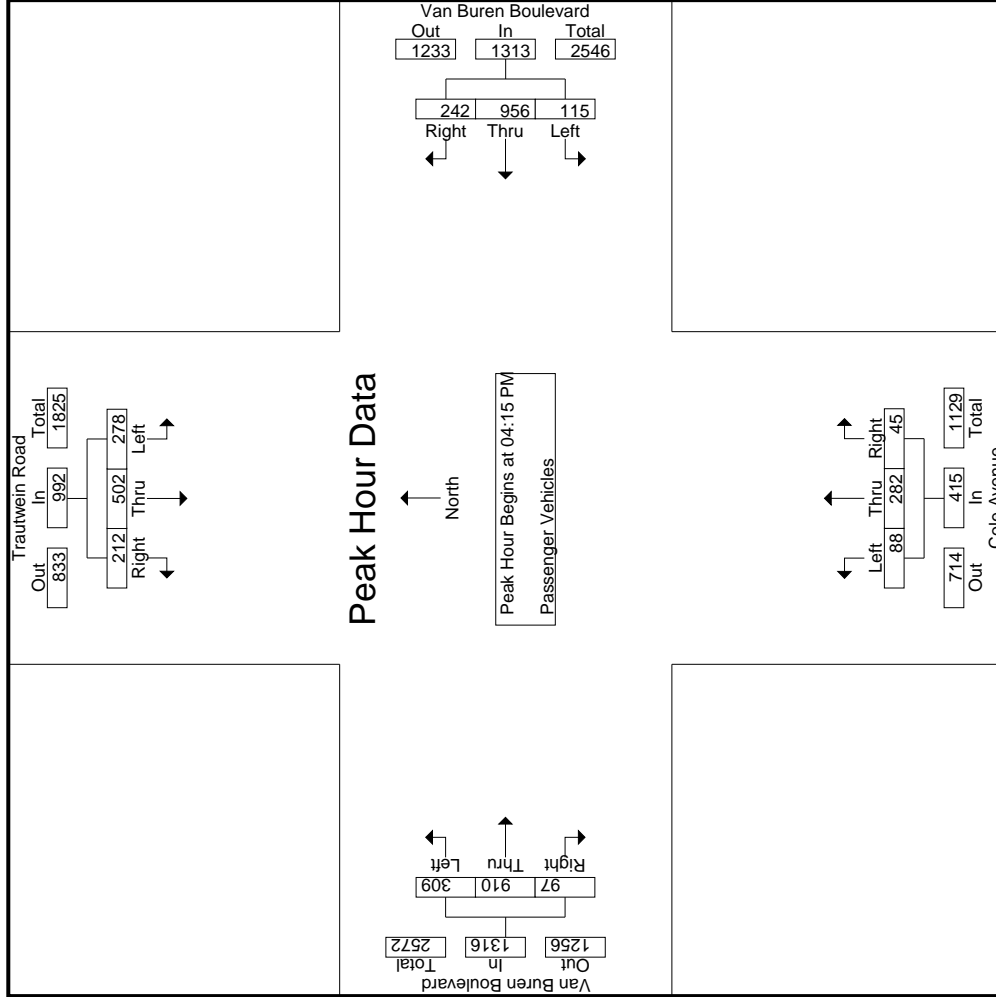 Van Buren Boulevard
Out In Total
1233 1313 2546
242 956 115
Right Thru Left
Trautwein Road
Out In Total
833 992 1825
212 502 278
Right Thru Left
Peak Hour Data
North
Peak Hour Begins at 04:15 PM
Passenger Vehicles
Left Thru Right
88 282 45
714 415 1129
Out In Total
Cole Avenue
Left Thru Right
309 910 97
2572 1316 1256
Total In Out
Van Buren Boulevard